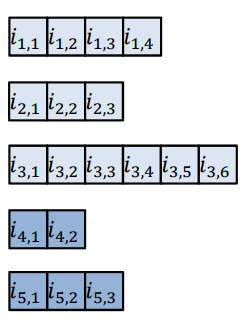 i1,1 i1,2 i1,3 i1,4
i2,1 i2,2 i2,3
i3,1 i3,2 i3,3 i3,4 i3,5 i3,6
i4,1 i4,2
i5,1 i5,2 i5,3